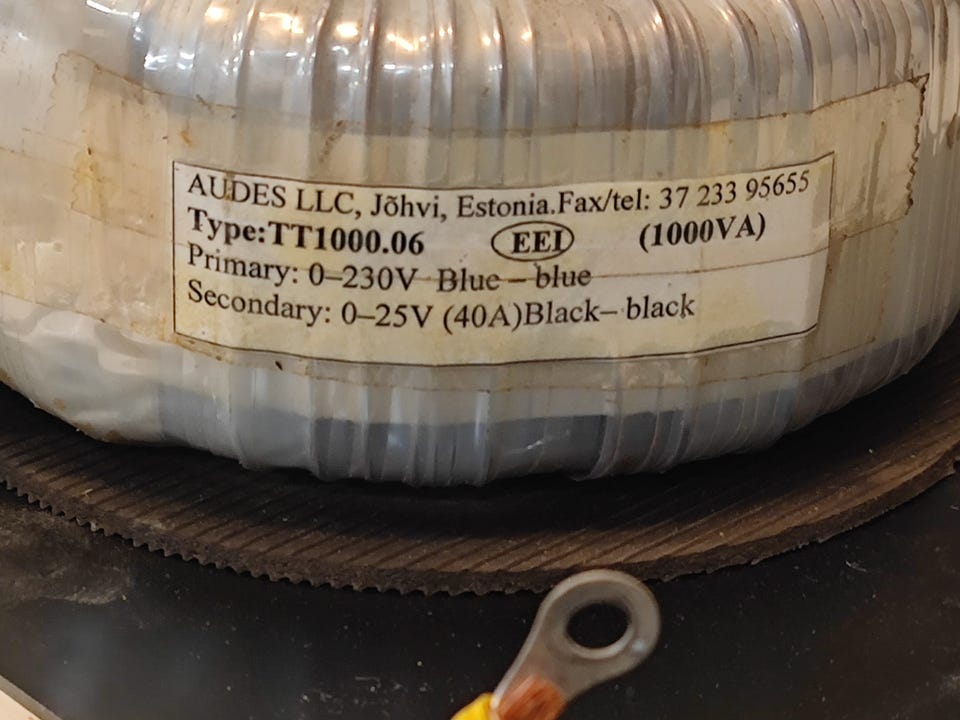 AUDES LLC, Jõhvi, Estonia.Fax/tel: 37 233 95655
Type:TT1000.06 EEI (1000VA)
Primary: 0–230V Blue – blue
Secondary: 0–25V (40A)Black– black